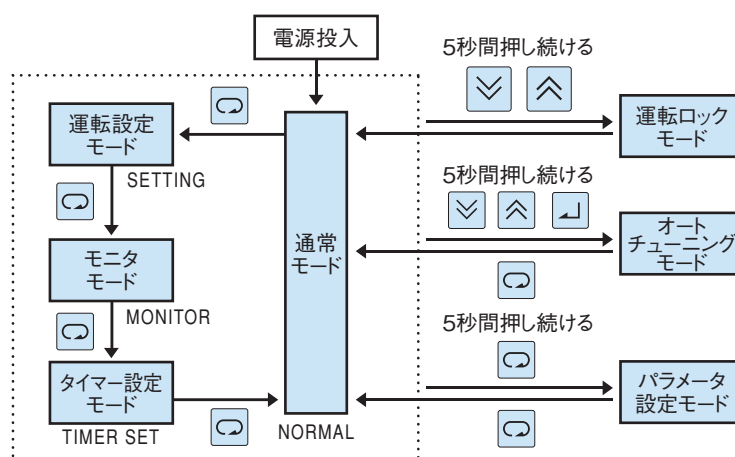 電源投入
5秒間押し続ける
運転設定
モード
SETTING
運転ロック
モード
5秒間押し続ける
通常
モード
オート
チューニング
モード
モニタ
モード
MONITOR
5秒間押し続ける
タイマー設定
モード
TIMER SET
NORMAL
パラメータ
設定モード